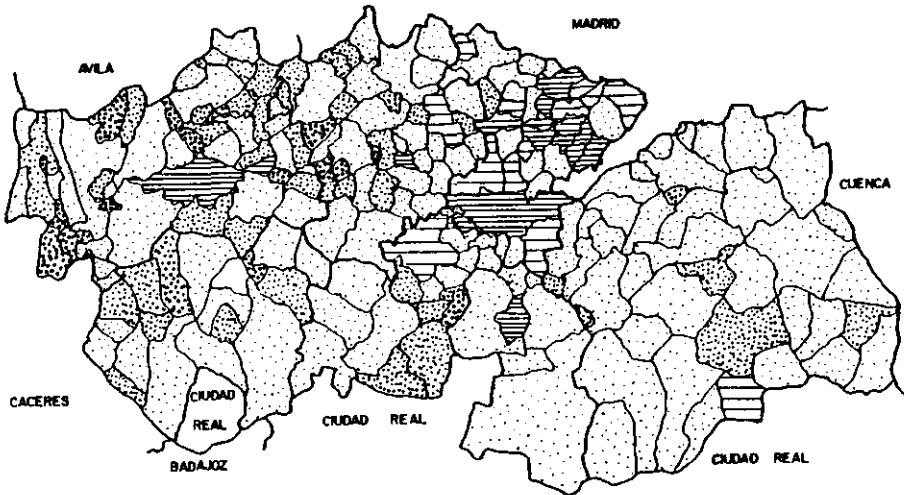 MADRID
AVILA
CUENCA
CACERES
CIUDAD
REAL
CIUDAD REAL
BADAJOZ
CIUDAD REAL